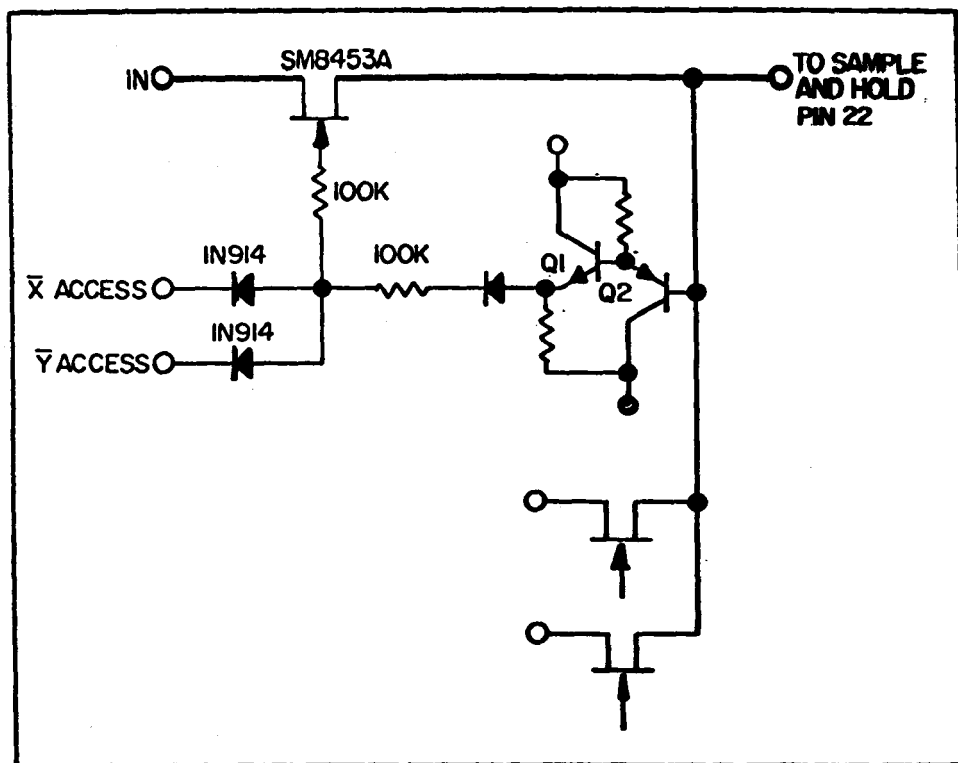 SM8453A
IN
TO SAMPLE
AND HOLD
PIN 22
100K
100K
IN914
Q1
Q2
X̅ ACCESS
IN914
Y̅ ACCESS